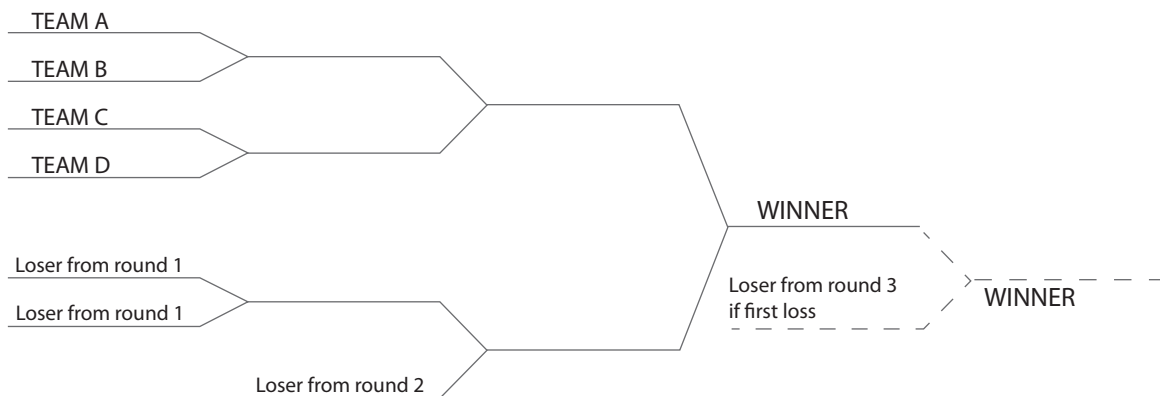 TEAM A
TEAM B
TEAM C
TEAM D
WINNER
Loser from round 1
Loser from round 1
Loser from round 3
if first loss
WINNER
Loser from round 2